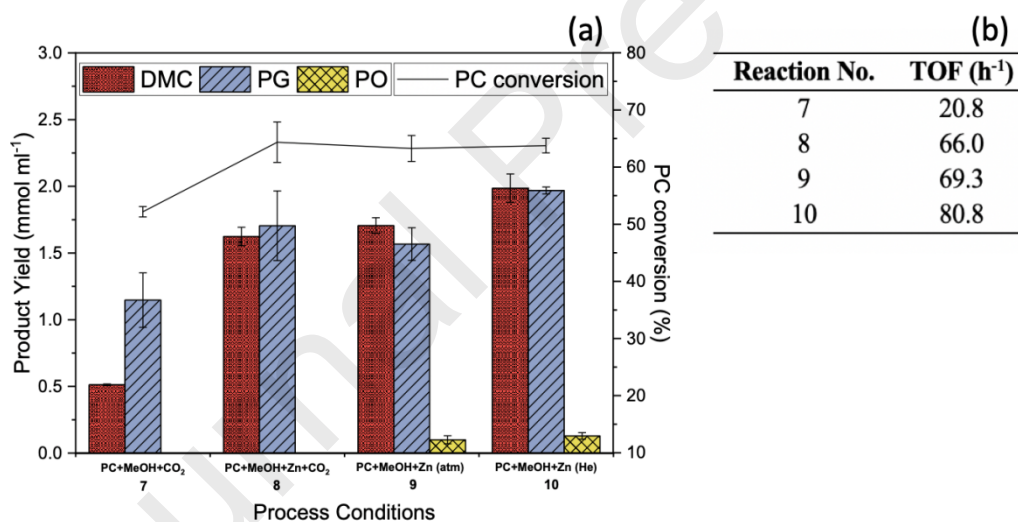 (a)
3.0
2.5
2.0
1.5
1.0
0.5
0.0
Product Yield (mmol ml⁻¹)
DMC PG PO PC conversion
80
70
60
50
40
30
20
10
PC conversion (%)
PC+MeOH+CO₂ PC+MeOH+Zn+CO₂ PC+MeOH+Zn (atm) PC+MeOH+Zn (He)
7 8 9 10
Process Conditions
(b)
Reaction No. TOF (h⁻¹)
7 20.8
8 66.0
9 69.3
10 80.8